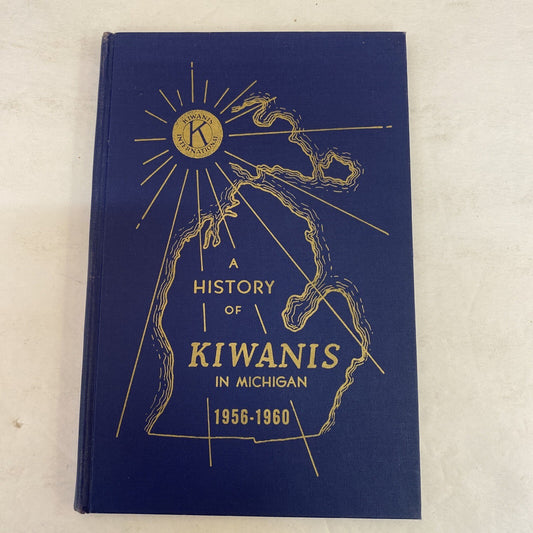 KIWANIS
K
INTERNATIONAL
A
HISTORY
OF
KIWANIS
IN MICHIGAN
1956-1960